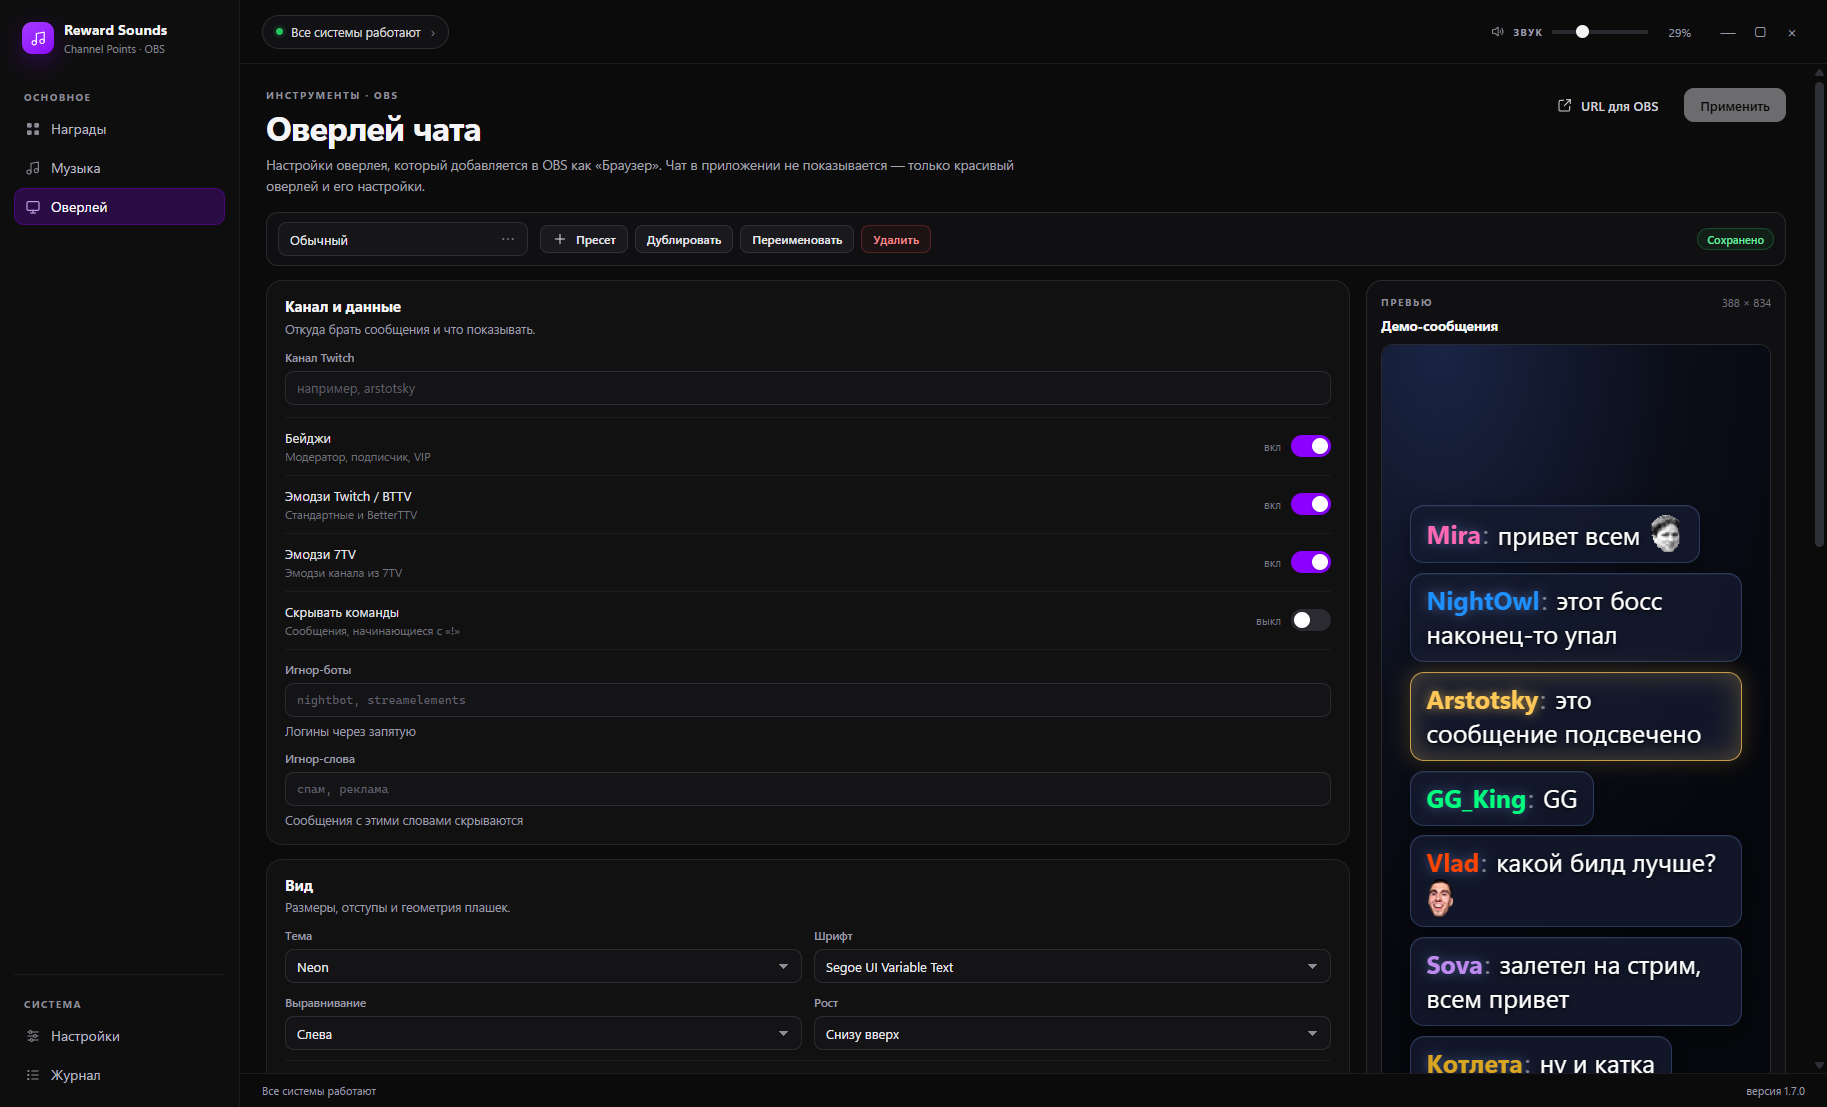 Reward Sounds
Channel Points · OBS
ОСНОВНОЕ
Награды
Музыка
Оверлей
СИСТЕМА
Настройки
Журнал
Все системы работают ›
ЗВУК
29%
ИНСТРУМЕНТЫ · OBS
Оверлей чата
Настройки оверлея, который добавляется в OBS как «Браузер». Чат в приложении не показывается — только красивый
оверлей и его настройки.
URL для OBS
Применить
Обычный
Пресет
Дублировать
Переименовать
Удалить
Сохранено
Канал и данные
Откуда брать сообщения и что показывать.
Канал Twitch
например, arstotsky
Бейджи
Модератор, подписчик, VIP
вкл
Эмодзи Twitch / BTTV
Стандартные и BetterTTV
вкл
Эмодзи 7TV
Эмодзи канала из 7TV
вкл
Скрывать команды
Сообщения, начинающиеся с «!»
выкл
Игнор-боты
nightbot, streamelements
Логины через запятую
Игнор-слова
спам, реклама
Сообщения с этими словами скрываются
Вид
Размеры, отступы и геометрия плашек.
Тема
Neon
Шрифт
Segoe UI Variable Text
Выравнивание
Слева
Рост
Снизу вверх
ПРЕВЬЮ
388 × 834
Демо-сообщения
Mira: привет всем
NightOwl: этот босс
наконец-то упал
Arstotsky: это
сообщение подсвечено
GG_King: GG
Vlad: какой билд лучше?
Sova: залетел на стрим,
всем привет
Котлета: ну и катка
Все системы работают
версия 1.7.0